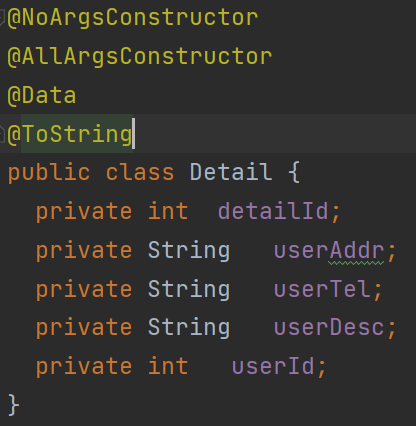 @NoArgsConstructor
@AllArgsConstructor
@Data
@ToString
public class Detail {
private int detailId;
private String userAddr;
private String userTel;
private String userDesc;
private int userId;
}